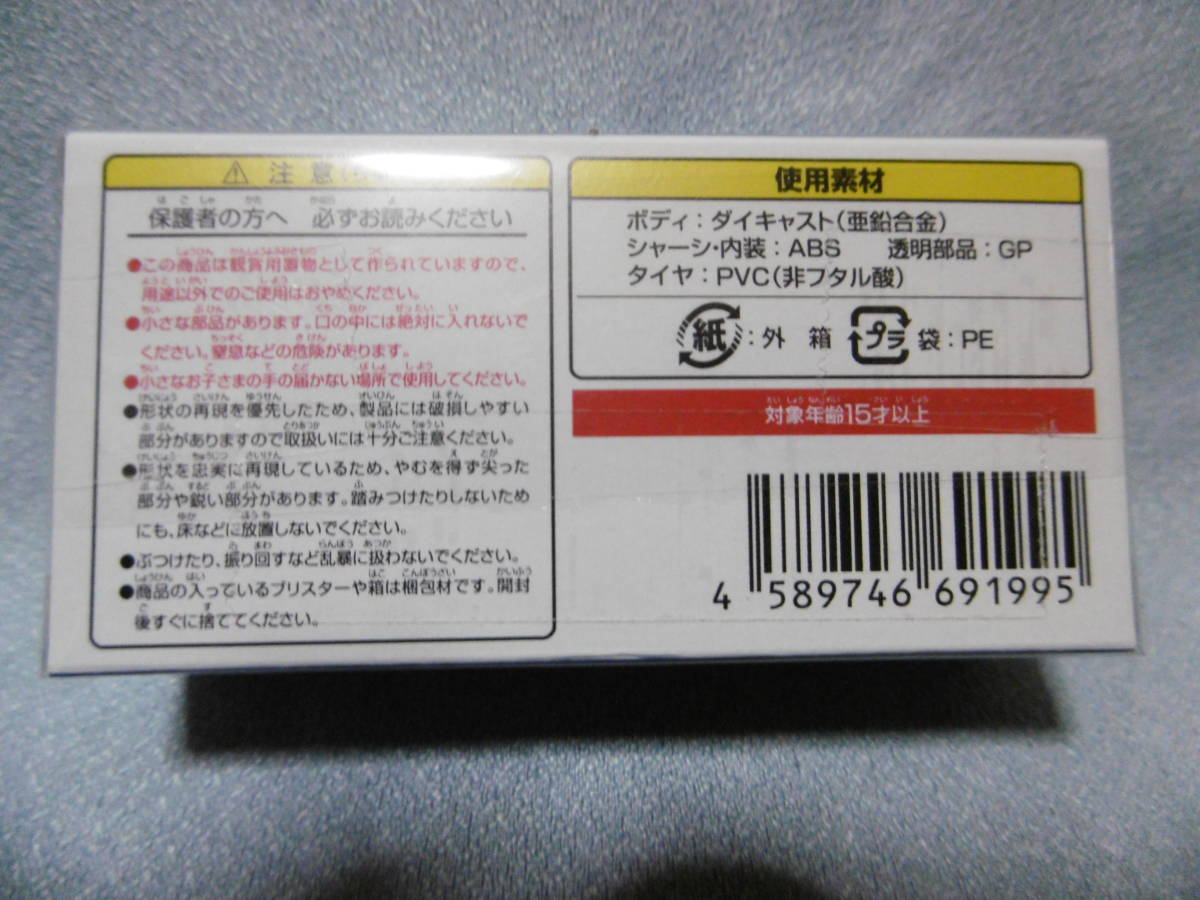 ⚠ 注意
保護者の方へ 必ずお読みください
●この商品は観賞用置物として作られていますので、
用途以外でのご使用はおやめください。
●小さな部品があります。口の中には絶対に入れないで
ください。窒息などの危険があります。
●小さなお子さまの手の届かない場所で使用してください。
●形状の再現を優先したため、製品には破損しやすい
部分がありますので取扱いには十分ご注意ください。
●形状を忠実に再現しているため、やむを得ず尖った
部分や鋭い部分があります。踏みつけたりしないため
にも、床などに放置しないでください。
●ぶつけたり、振り回すなど乱暴に扱わないでください。
●商品の入っているブリスターや箱は梱包材です。開封
後すぐに捨ててください。
使用素材
ボディ:ダイキャスト(亜鉛合金)
シャーシ・内装:ABS 透明部品:GP
タイヤ:PVC(非フタル酸)
紙:外箱 プラ 袋:PE
対象年齢15才以上
4 589746 691995